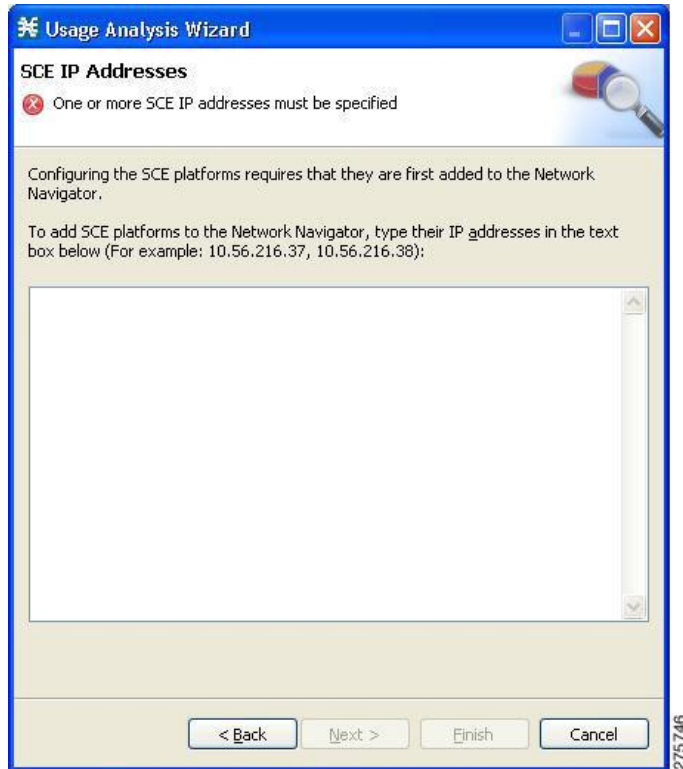 Usage Analysis Wizard
SCE IP Addresses
One or more SCE IP addresses must be specified
Configuring the SCE platforms requires that they are first added to the Network
Navigator.
To add SCE platforms to the Network Navigator, type their IP addresses in the text
box below (For example: 10.56.216.37, 10.56.216.38):
< Back
Next >
Finish
Cancel
275746